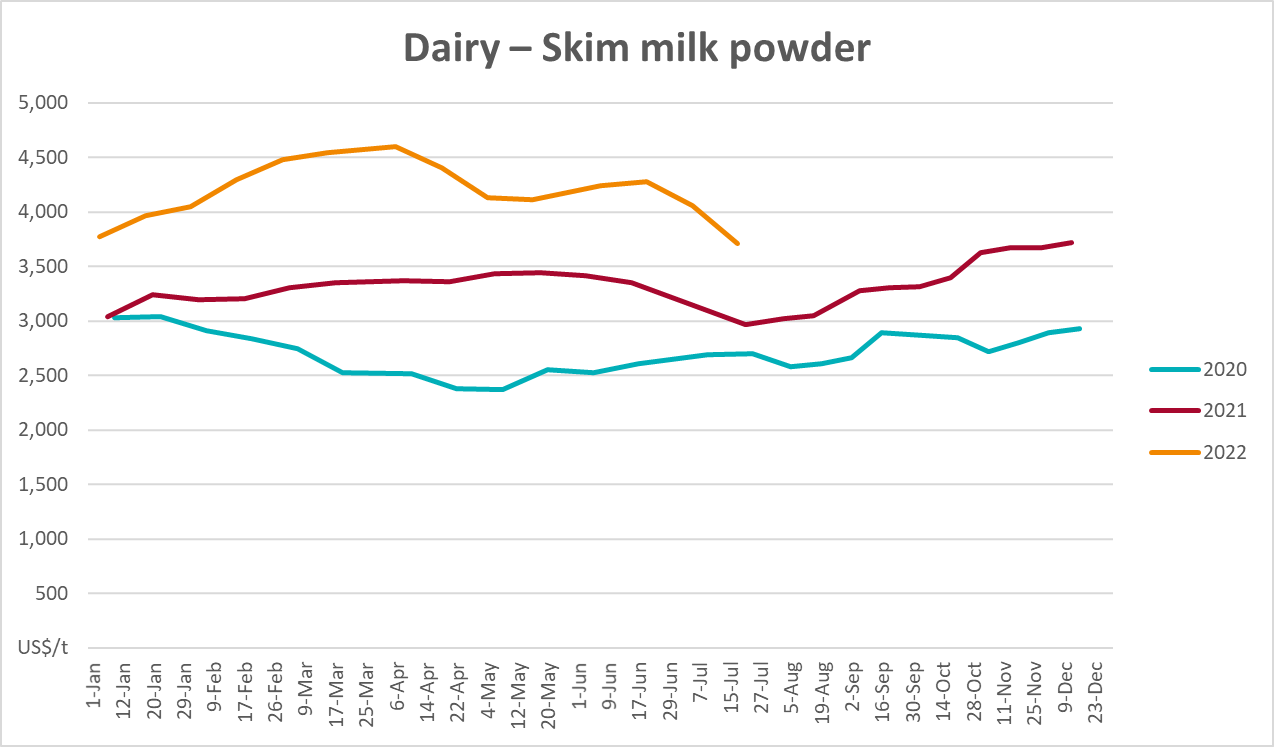 Dairy – Skim milk powder
5,000
4,500
4,000
3,500
3,000
2,500
2,000
1,500
1,000
500
US$/t
1-Jan
12-Jan
20-Jan
29-Jan
9-Feb
17-Feb
26-Feb
9-Mar
17-Mar
25-Mar
6-Apr
14-Apr
22-Apr
4-May
12-May
20-May
1-Jun
9-Jun
17-Jun
29-Jun
7-Jul
15-Jul
27-Jul
5-Aug
19-Aug
2-Sep
16-Sep
30-Sep
14-Oct
28-Oct
11-Nov
25-Nov
9-Dec
23-Dec
2020
2021
2022